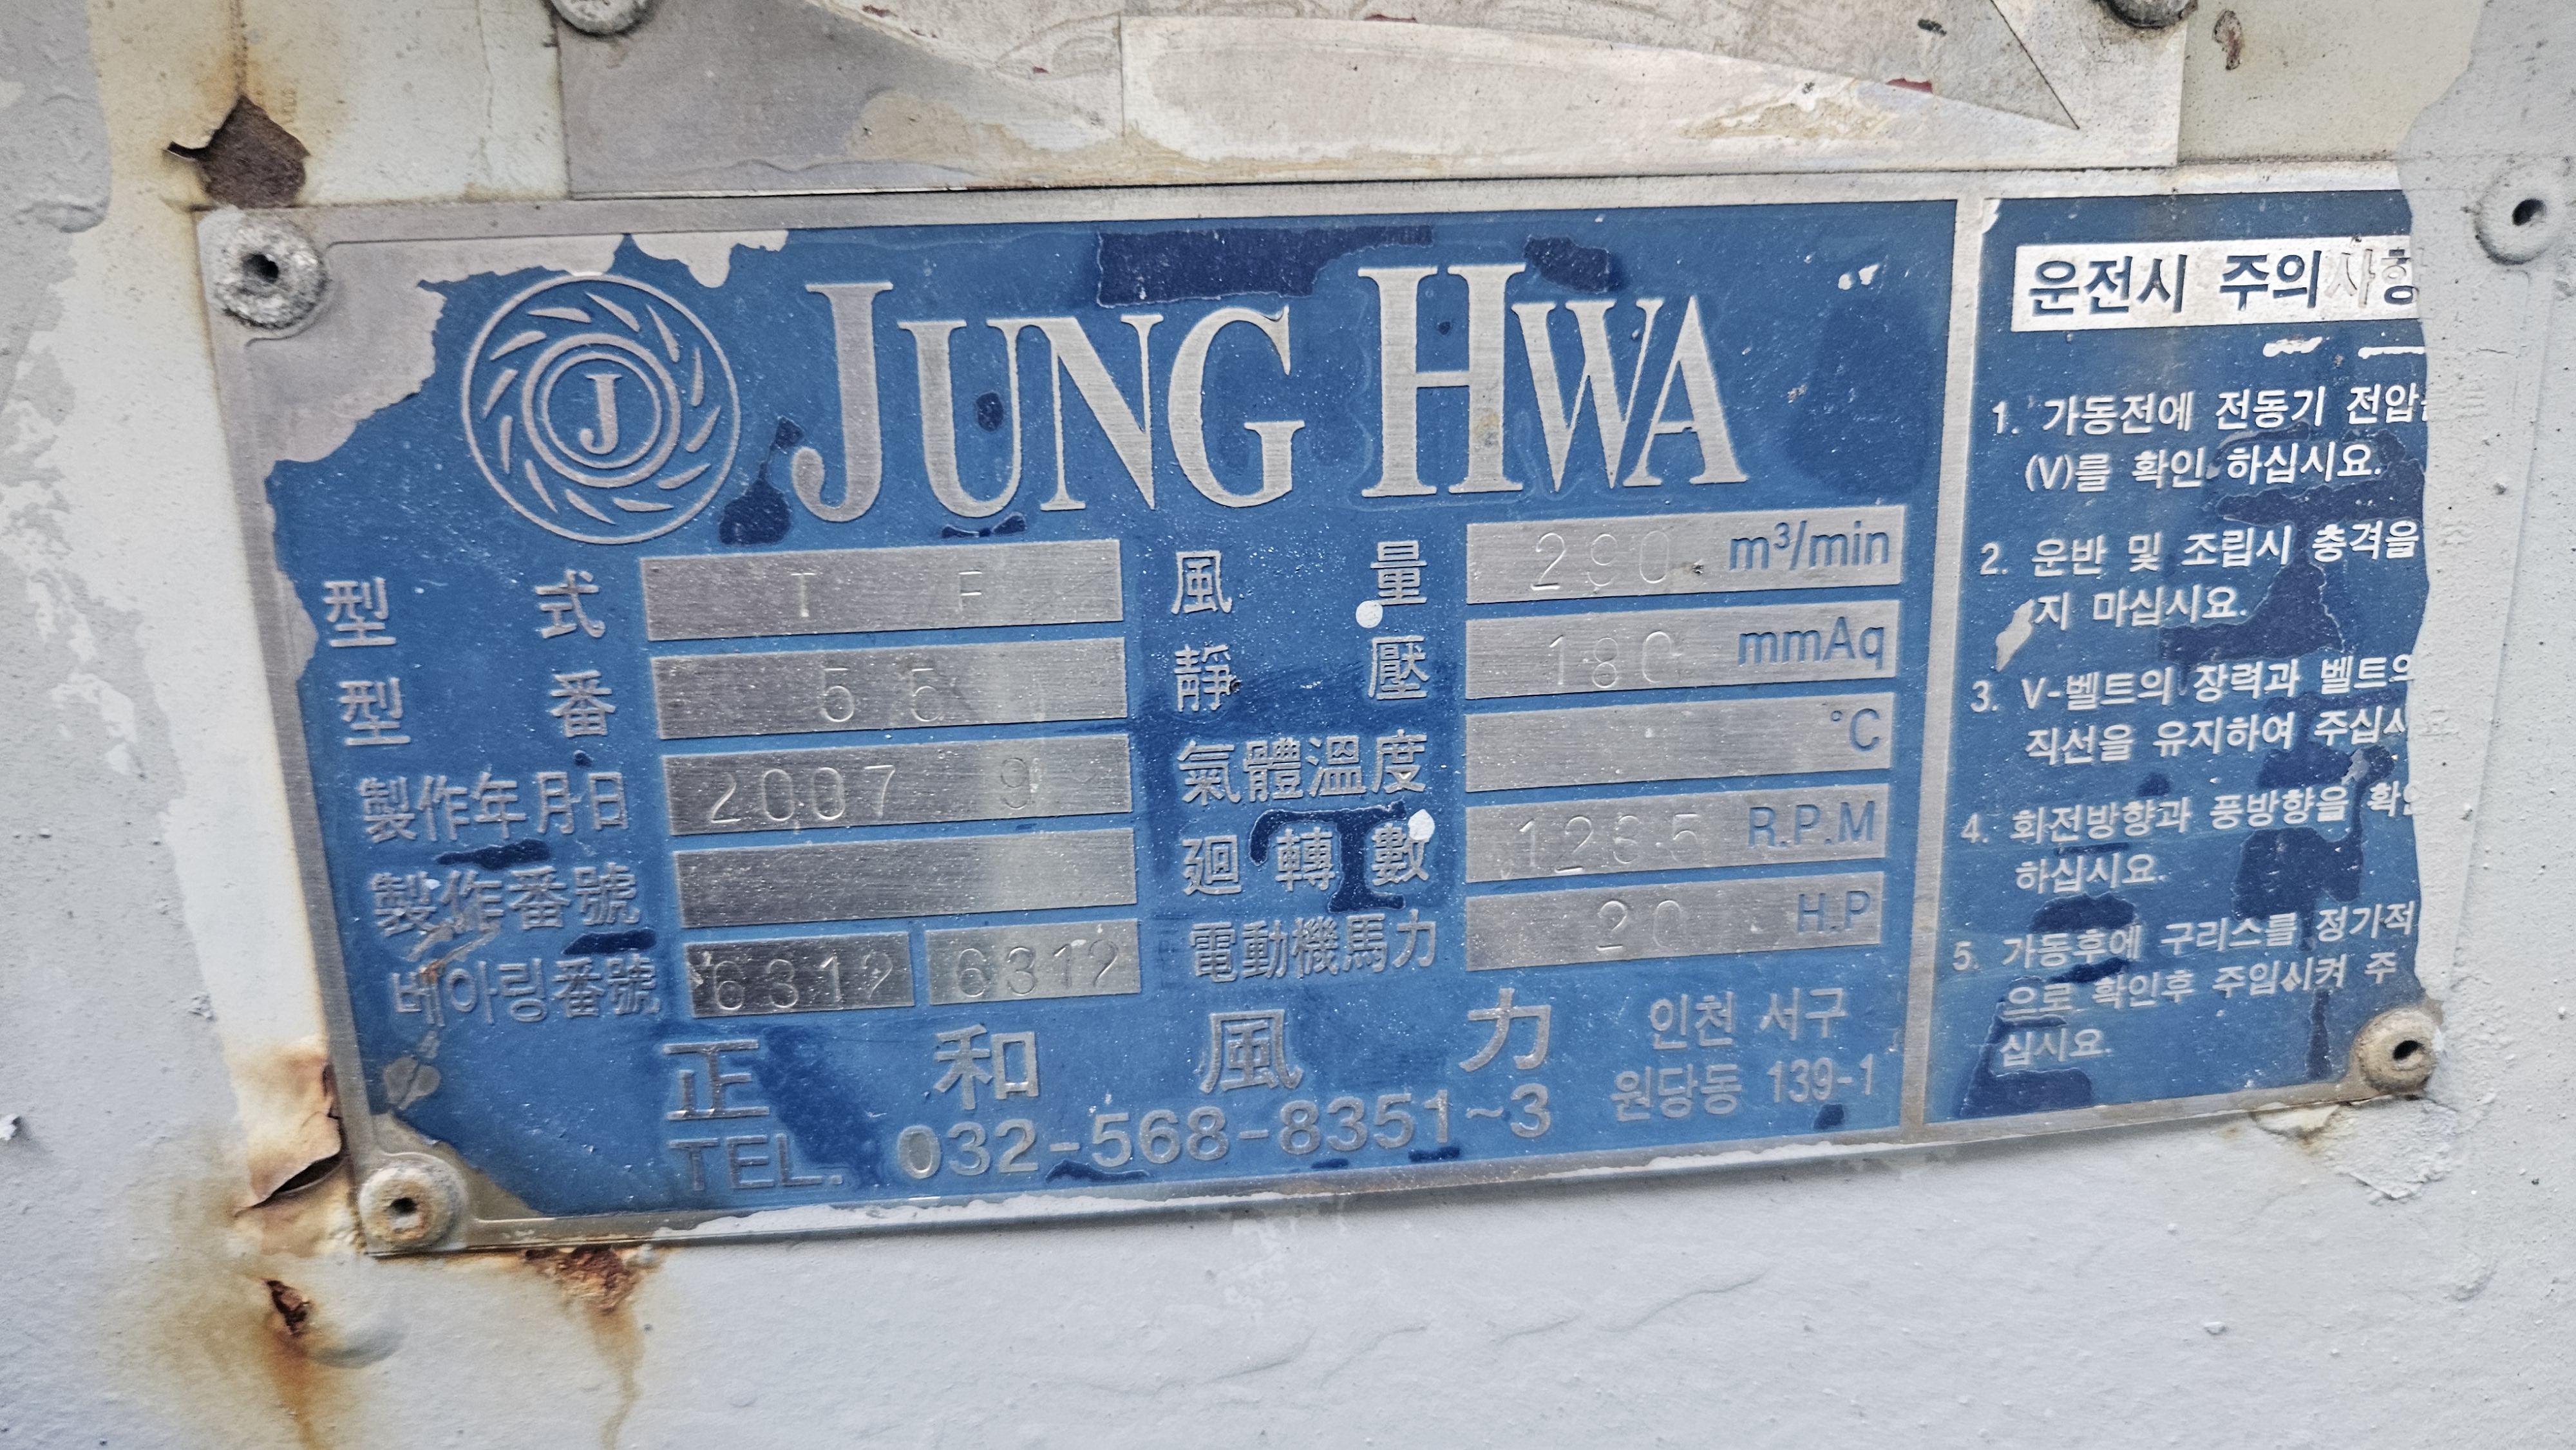 J
JUNG HWA
型 式 T F
型 番 5 5
製作年月日 2007 9
製作番號
베아링番號 6312 6312
風 量 290 m³/min
靜 壓 180 mmAq
氣體溫度 °C
廻轉數 R.P.M
電動機馬力 20 H.P
正和風力
인천 서구
원당동 139-1
TEL. 032-568-8351~3
운전시 주의사항
1. 가동전에 전동기 전압
(V)를 확인 하십시요.
2. 운반 및 조립시 충격을
지 마십시요.
3. V-벨트의 장력과 벨트의
직선을 유지하여 주십시
4. 회전방향과 풍방향을 확인
하십시요.
5. 가동후에 구리스를 정기적
으로 확인후 주입시켜 주
십시요.